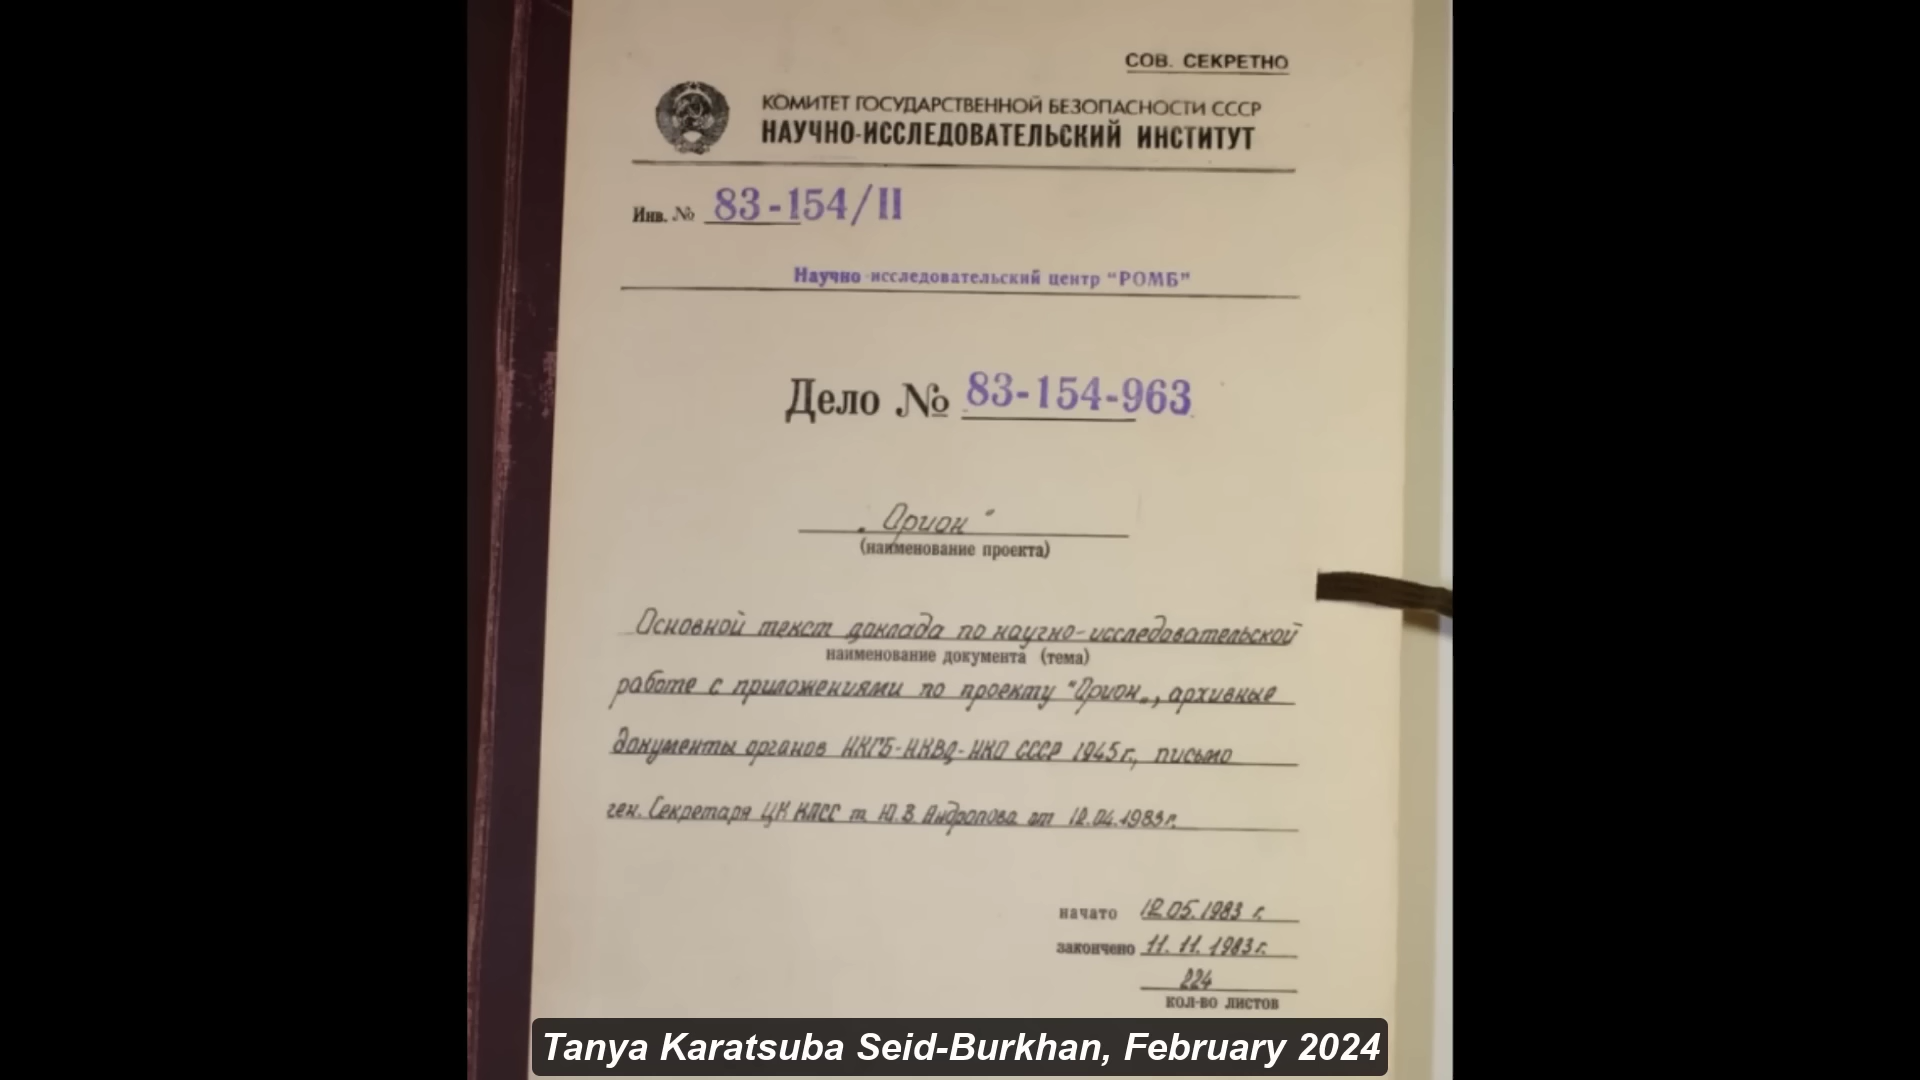 СОВ. СЕКРЕТНО
КОМИТЕТ ГОСУДАРСТВЕННОЙ БЕЗОПАСНОСТИ СССР
НАУЧНО-ИССЛЕДОВАТЕЛЬСКИЙ ИНСТИТУТ
Инв. № 83-154/II
Научно-исследовательский центр "РОМБ"
Дело № 83-154-963
„Орион"
(наименование проекта)
Основной текст доклада по научно-исследовательской
наименование документа (тема)
работе с приложениями по проекту "Орион„, архивные
документы органов НКГБ-НКВД-НКО СССР 1945г., письмо
ген. Секретаря ЦК КПСС т Ю.В. Андропова от 12.04.1983г.
начато 12.05.1983 г.
закончено 11.11.1983г.
224
кол-во листов
Tanya Karatsuba Seid-Burkhan, February 2024